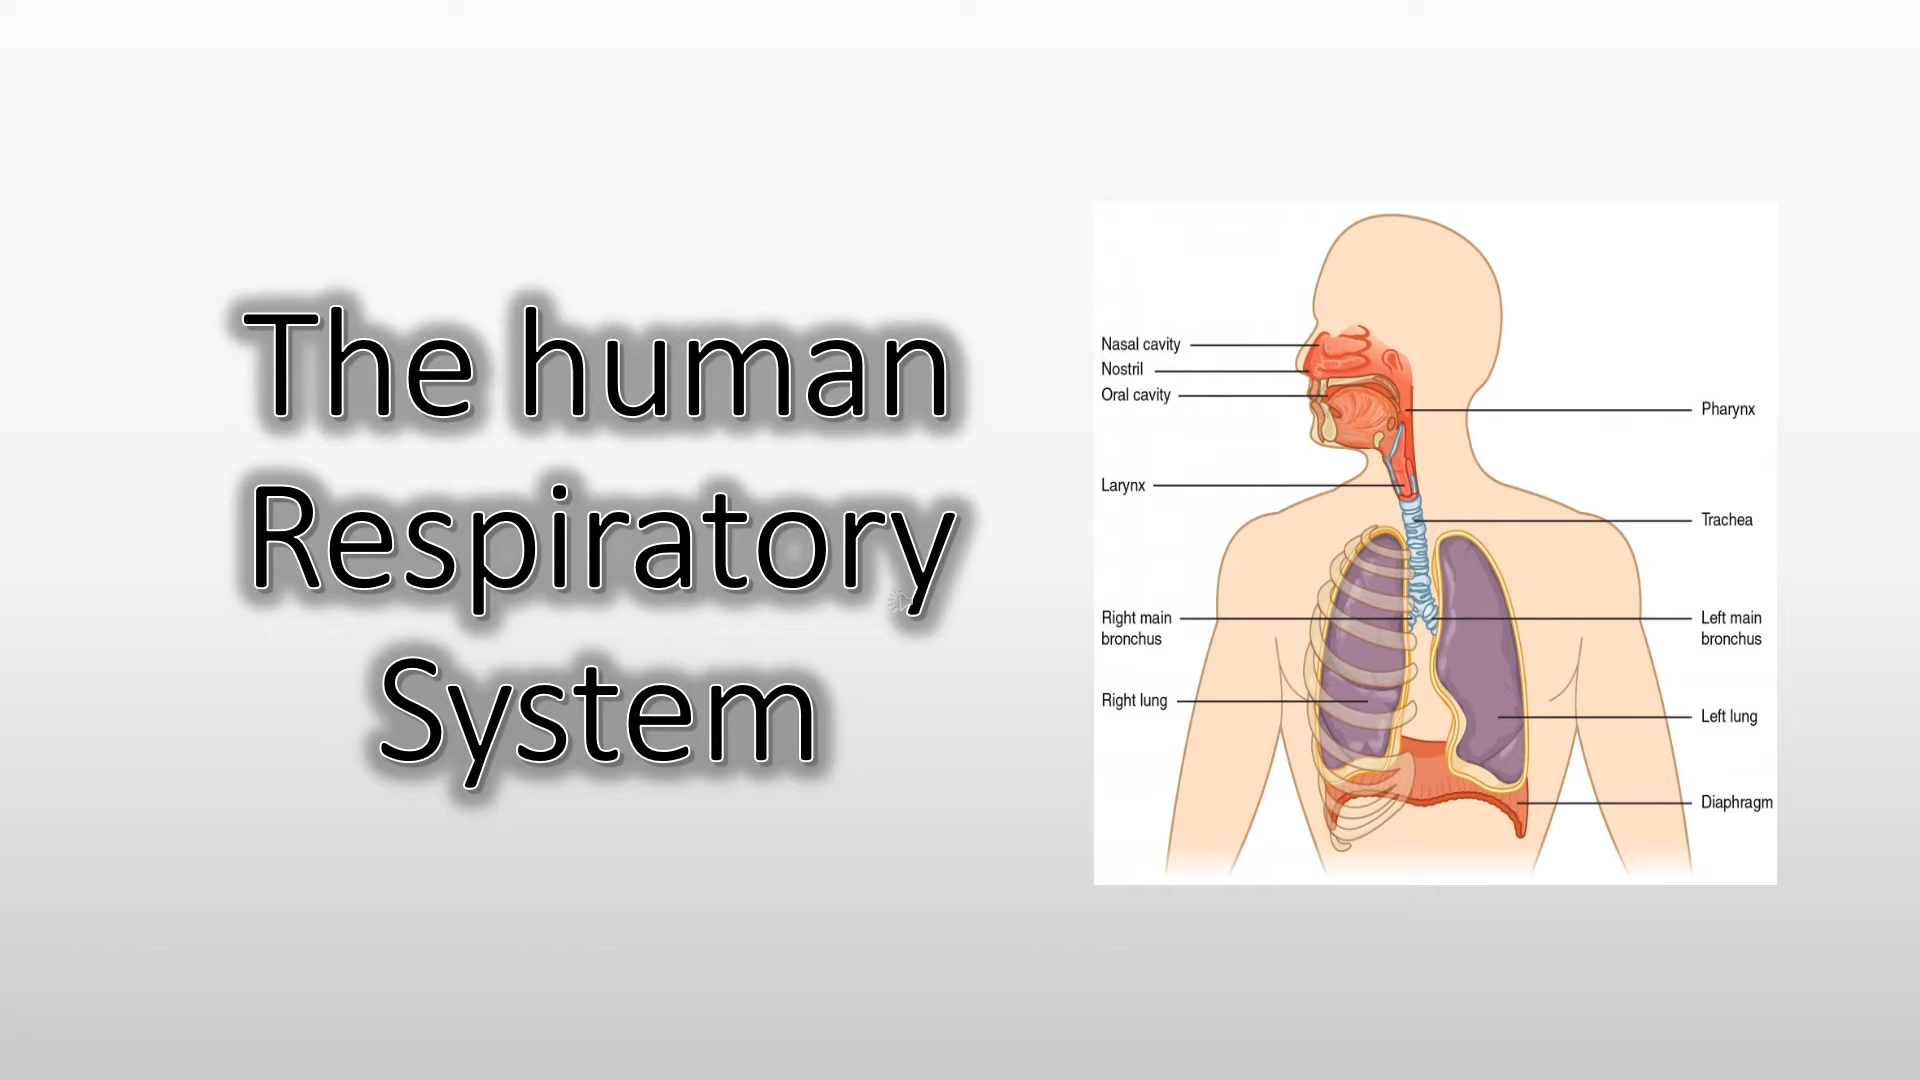 The human
Respiratory
System
Nasal cavity
Nostril
Oral cavity
Larynx
Right main
bronchus
Right lung
Pharynx
Trachea
Left main
bronchus
Left lung
Diaphragm